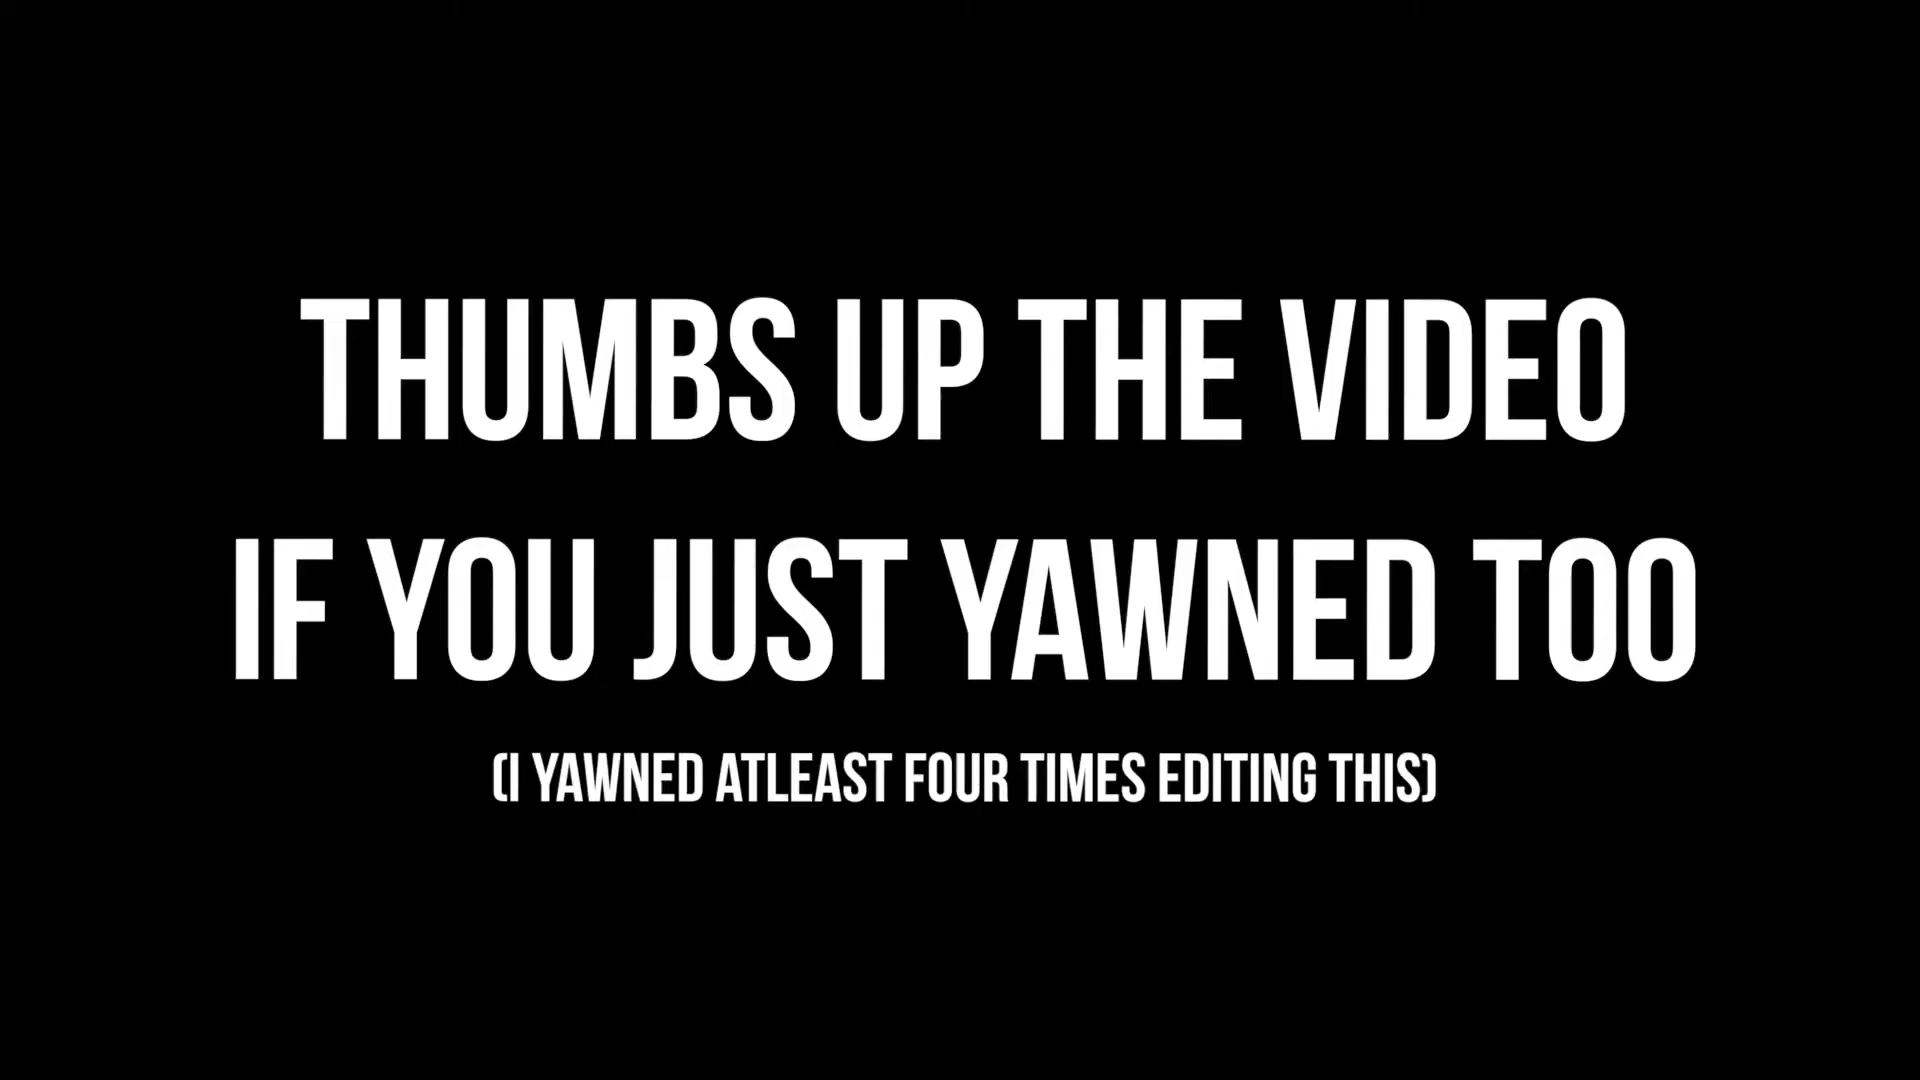 THUMBS UP THE VIDEO
IF YOU JUST YAWNED TOO
(I YAWNED ATLEAST FOUR TIMES EDITING THIS)